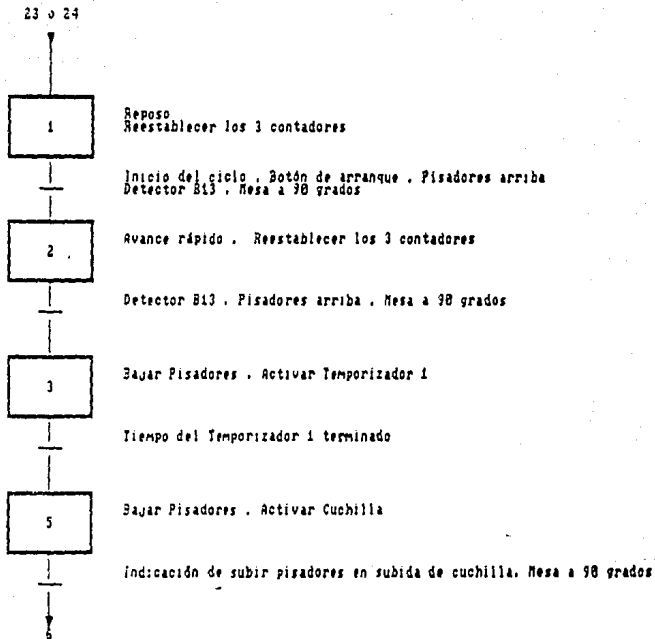 23 o 24
1
Reposo
Reestablecer los 3 contadores
Inicio del ciclo . Botón de arranque . Pisadores arriba
Detector B13 . Mesa a 90 grados
2
Avance rápido . Reestablecer los 3 contadores
Detector B13 . Pisadores arriba . Mesa a 90 grados
3
Bajar Pisadores . Activar Temporizador 1
Tiempo del Temporizador 1 terminado
5
Bajar Pisadores . Activar Cuchilla
Indicación de subir pisadores en subida de cuchilla. Mesa a 90 grados
6